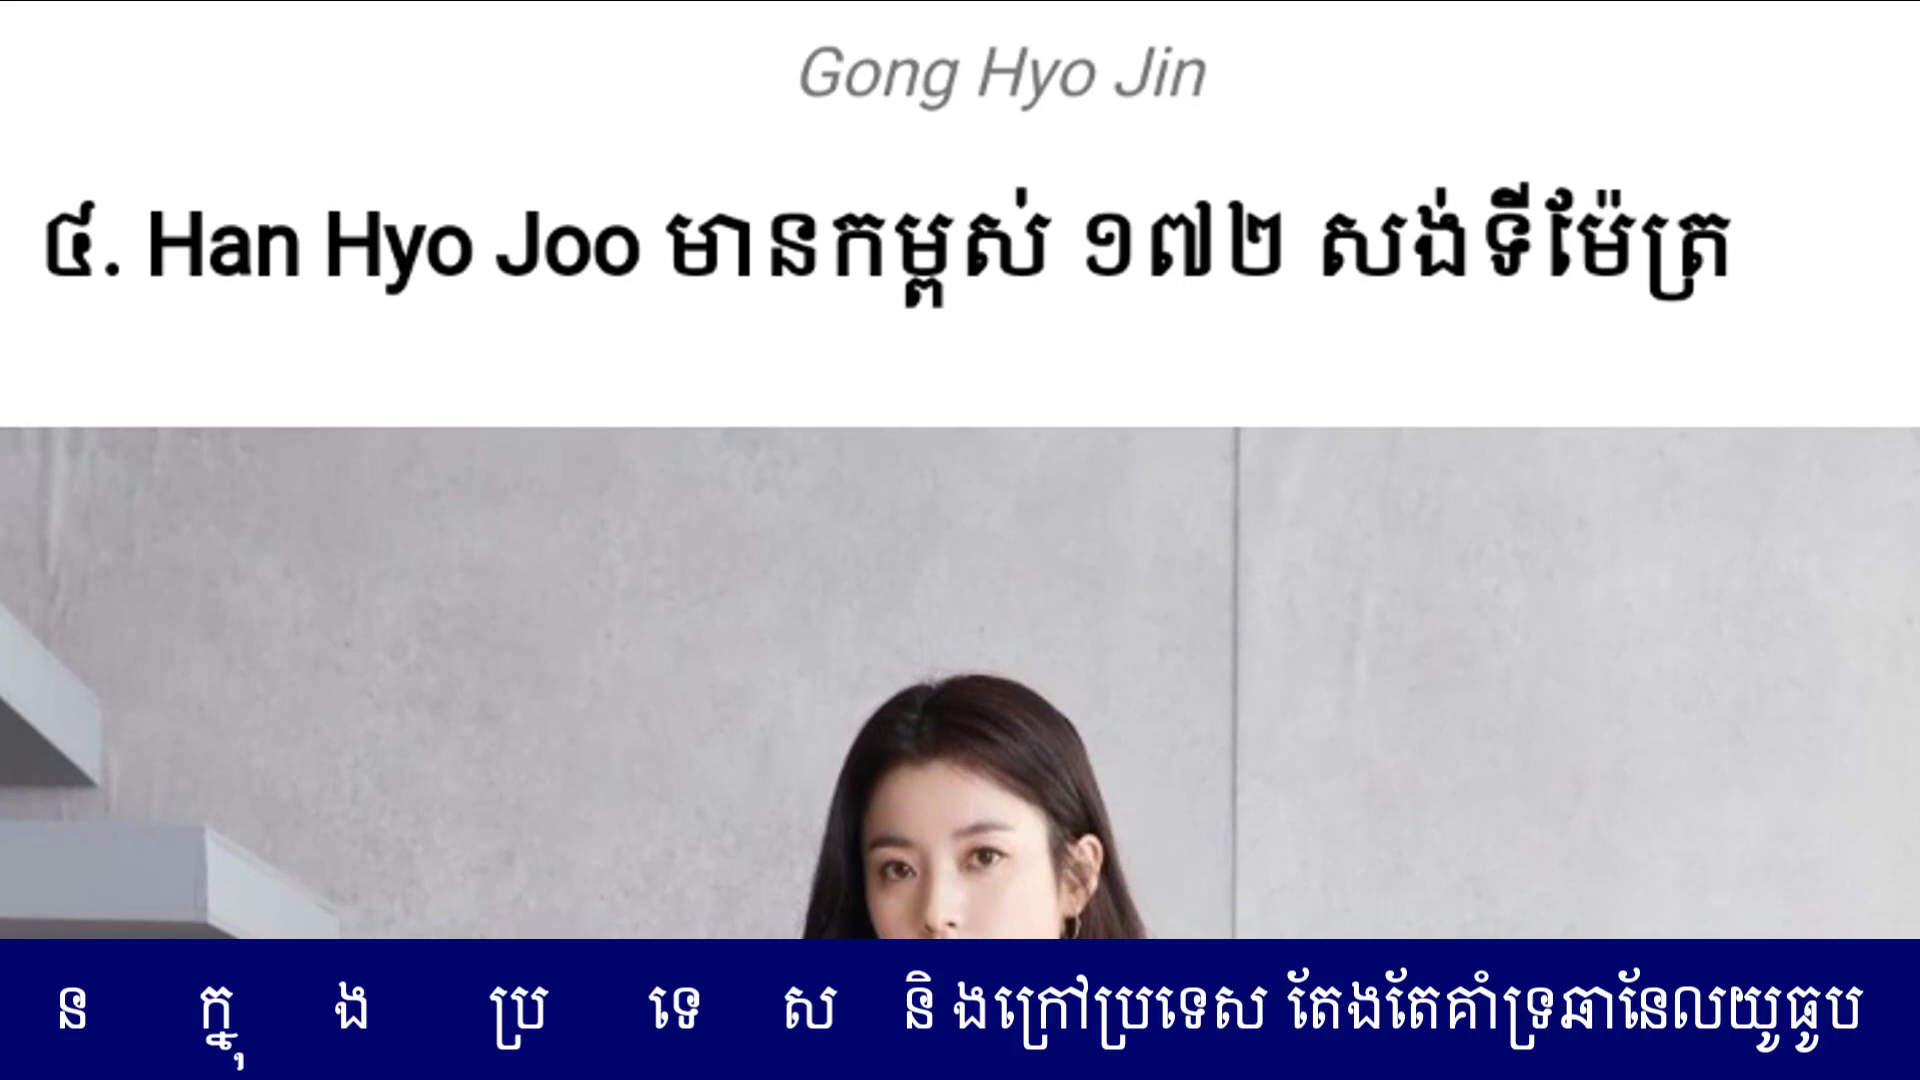 Gong Hyo Jin
៤. Han Hyo Joo មានកម្ពស់ ១៧២ សង់ទីម៉ែត្រ
ន ក្នុ ង ប្រ ទេ ស និ ងក្រៅប្រទេស តែងតែគាំទ្រឆានែលយូធូប